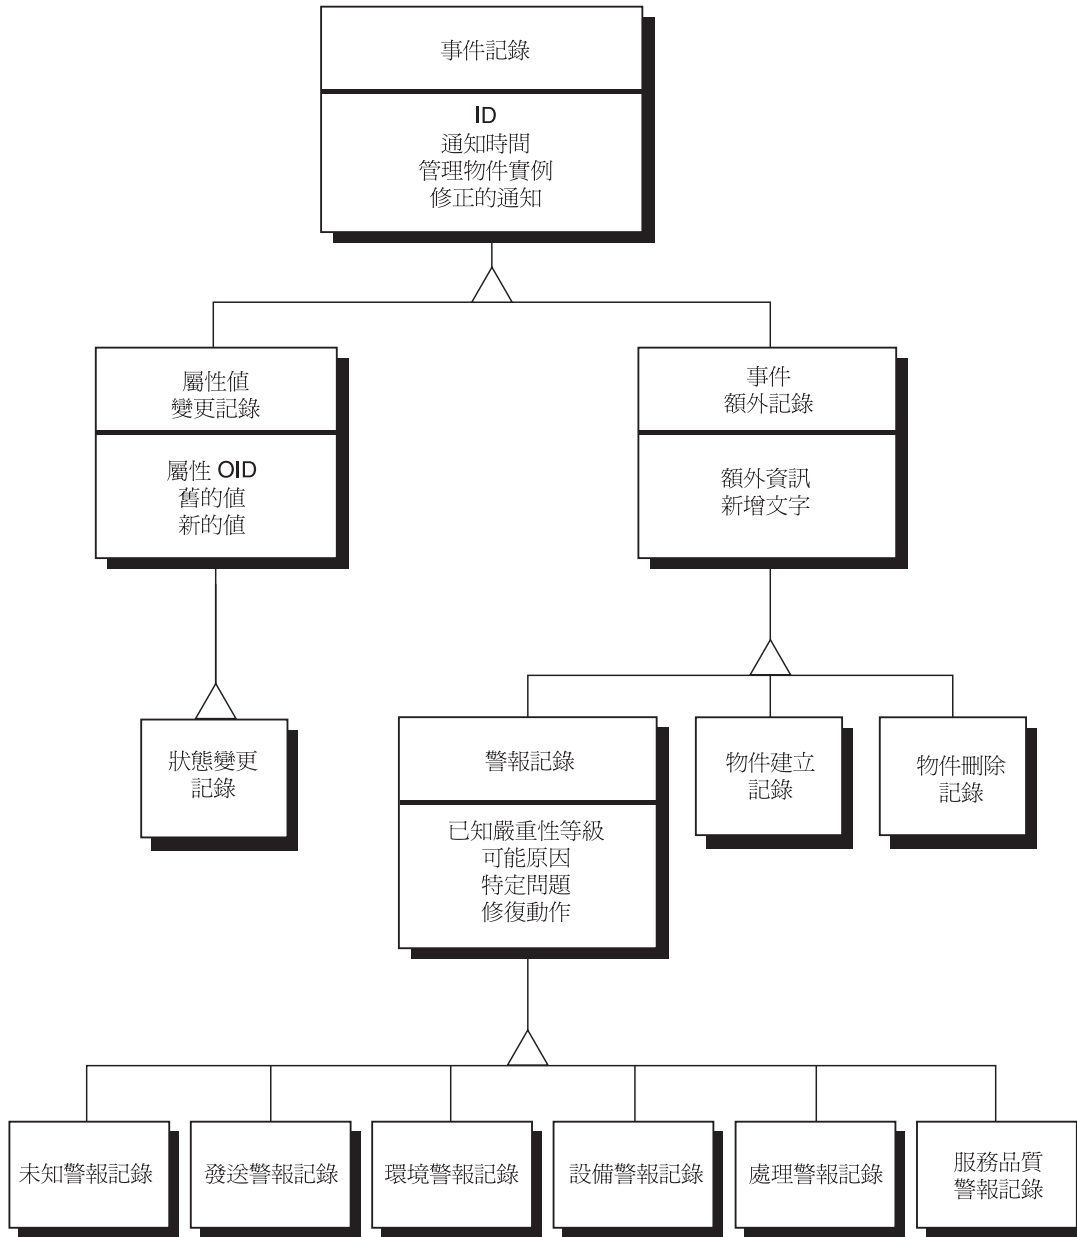 事件記錄
ID
通知時間
管理物件實例
修正的通知
屬性值
變更記錄
屬性 OID
舊的值
新的值
事件
額外記錄
額外資訊
新增文字
狀態變更
記錄
警報記錄
已知嚴重性等級
可能原因
特定問題
修復動作
物件建立
記錄
物件刪除
記錄
未知警報記錄
發送警報記錄
環境警報記錄
設備警報記錄
處理警報記錄
服務品質
警報記錄